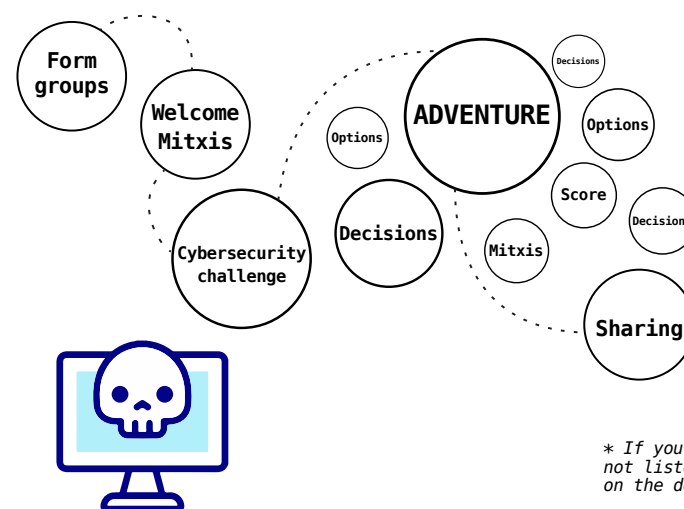 Form
groups
Welcome
Mitxis
Cybersecurity
challenge
Options
Decisions
ADVENTURE
Decisions
Options
Score
Decision
Mitxis
Sharing
* If you
not liste
on the d